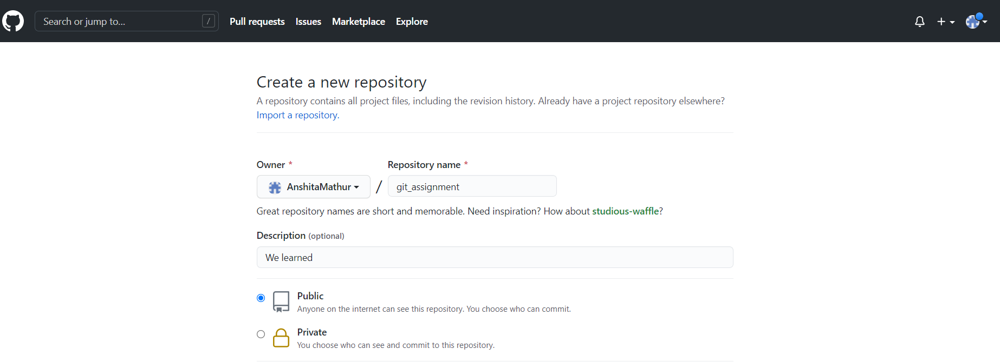 Search or jump to... /
Pull requests Issues Marketplace Explore
Create a new repository
A repository contains all project files, including the revision history. Already have a project repository elsewhere?
Import a repository.
Owner * Repository name *
AnshitaMathur / git_assignment
Great repository names are short and memorable. Need inspiration? How about studious-waffle?
Description (optional)
We learned
Public
Anyone on the internet can see this repository. You choose who can commit.
Private
You choose who can see and commit to this repository.